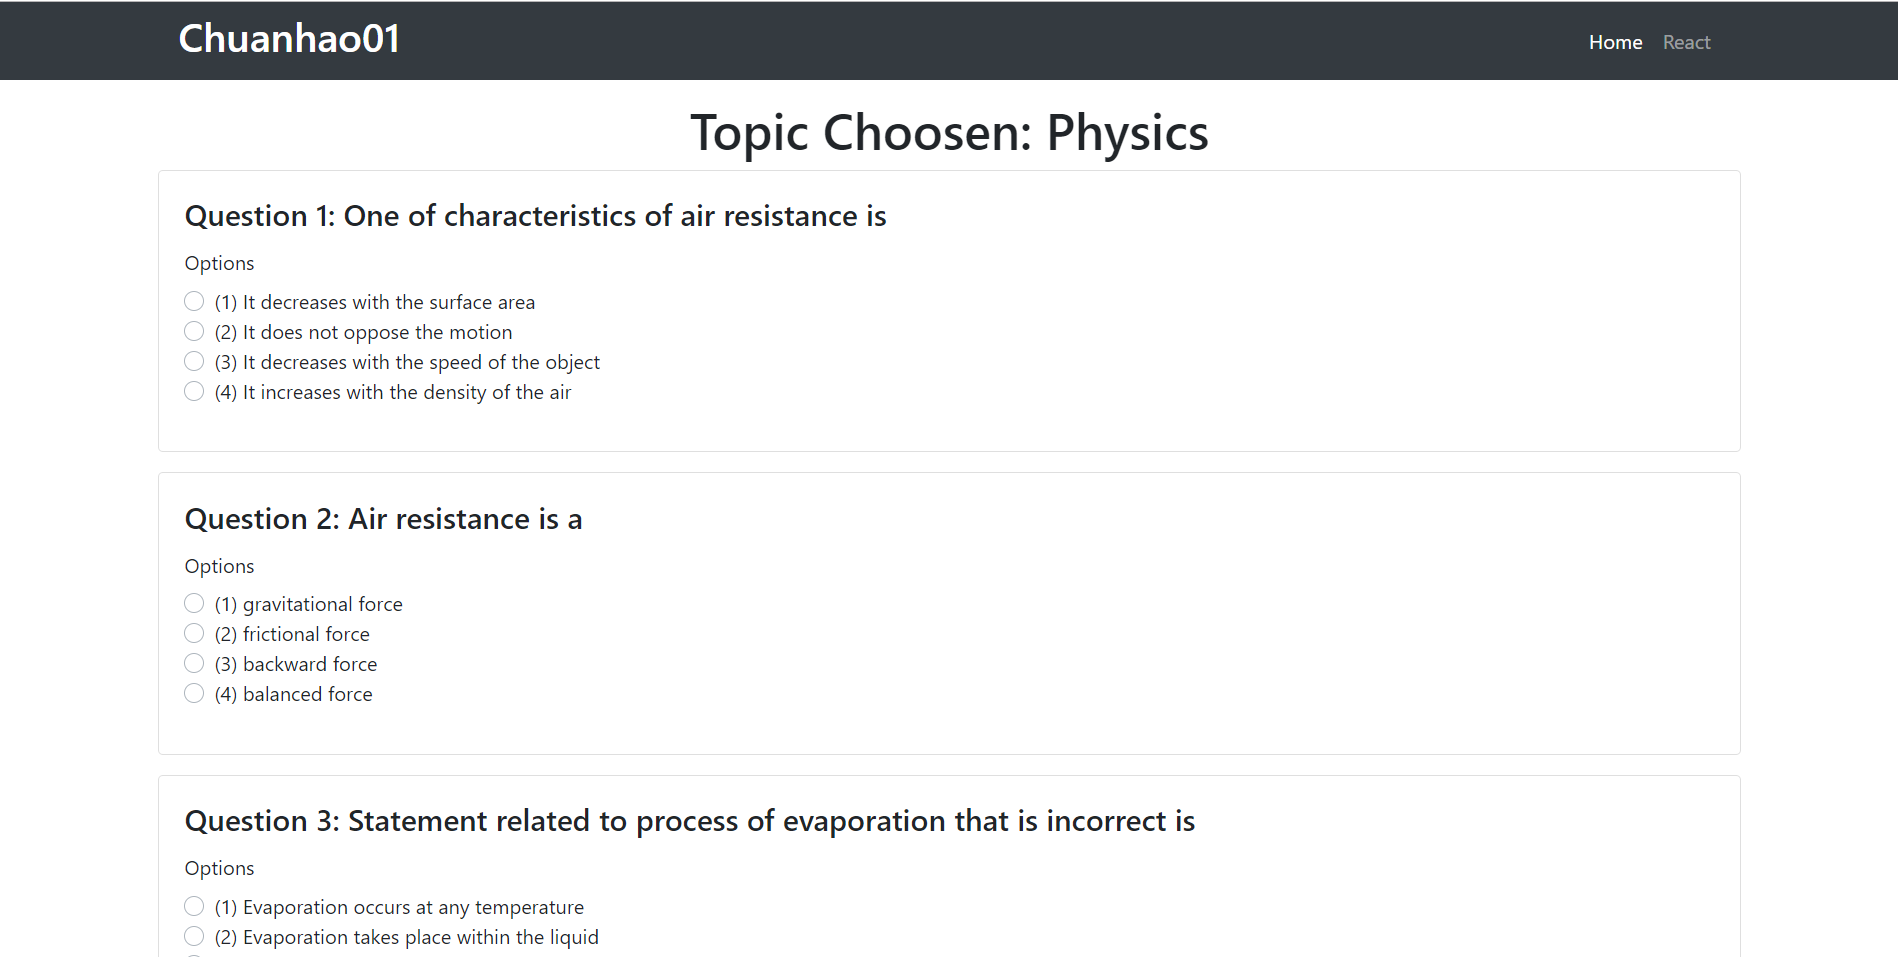 Chuanhao01
Home React
Topic Choosen: Physics
Question 1: One of characteristics of air resistance is
Options
(1) It decreases with the surface area
(2) It does not oppose the motion
(3) It decreases with the speed of the object
(4) It increases with the density of the air
Question 2: Air resistance is a
Options
(1) gravitational force
(2) frictional force
(3) backward force
(4) balanced force
Question 3: Statement related to process of evaporation that is incorrect is
Options
(1) Evaporation occurs at any temperature
(2) Evaporation takes place within the liquid